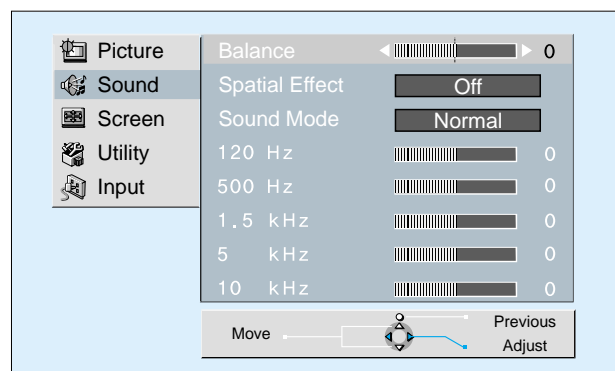 Picture
Sound
Screen
Utility
Input
Balance 0
Spatial Effect Off
Sound Mode Normal
120 Hz 0
500 Hz 0
1.5 kHz 0
5 kHz 0
10 kHz 0
Move
Previous
Adjust